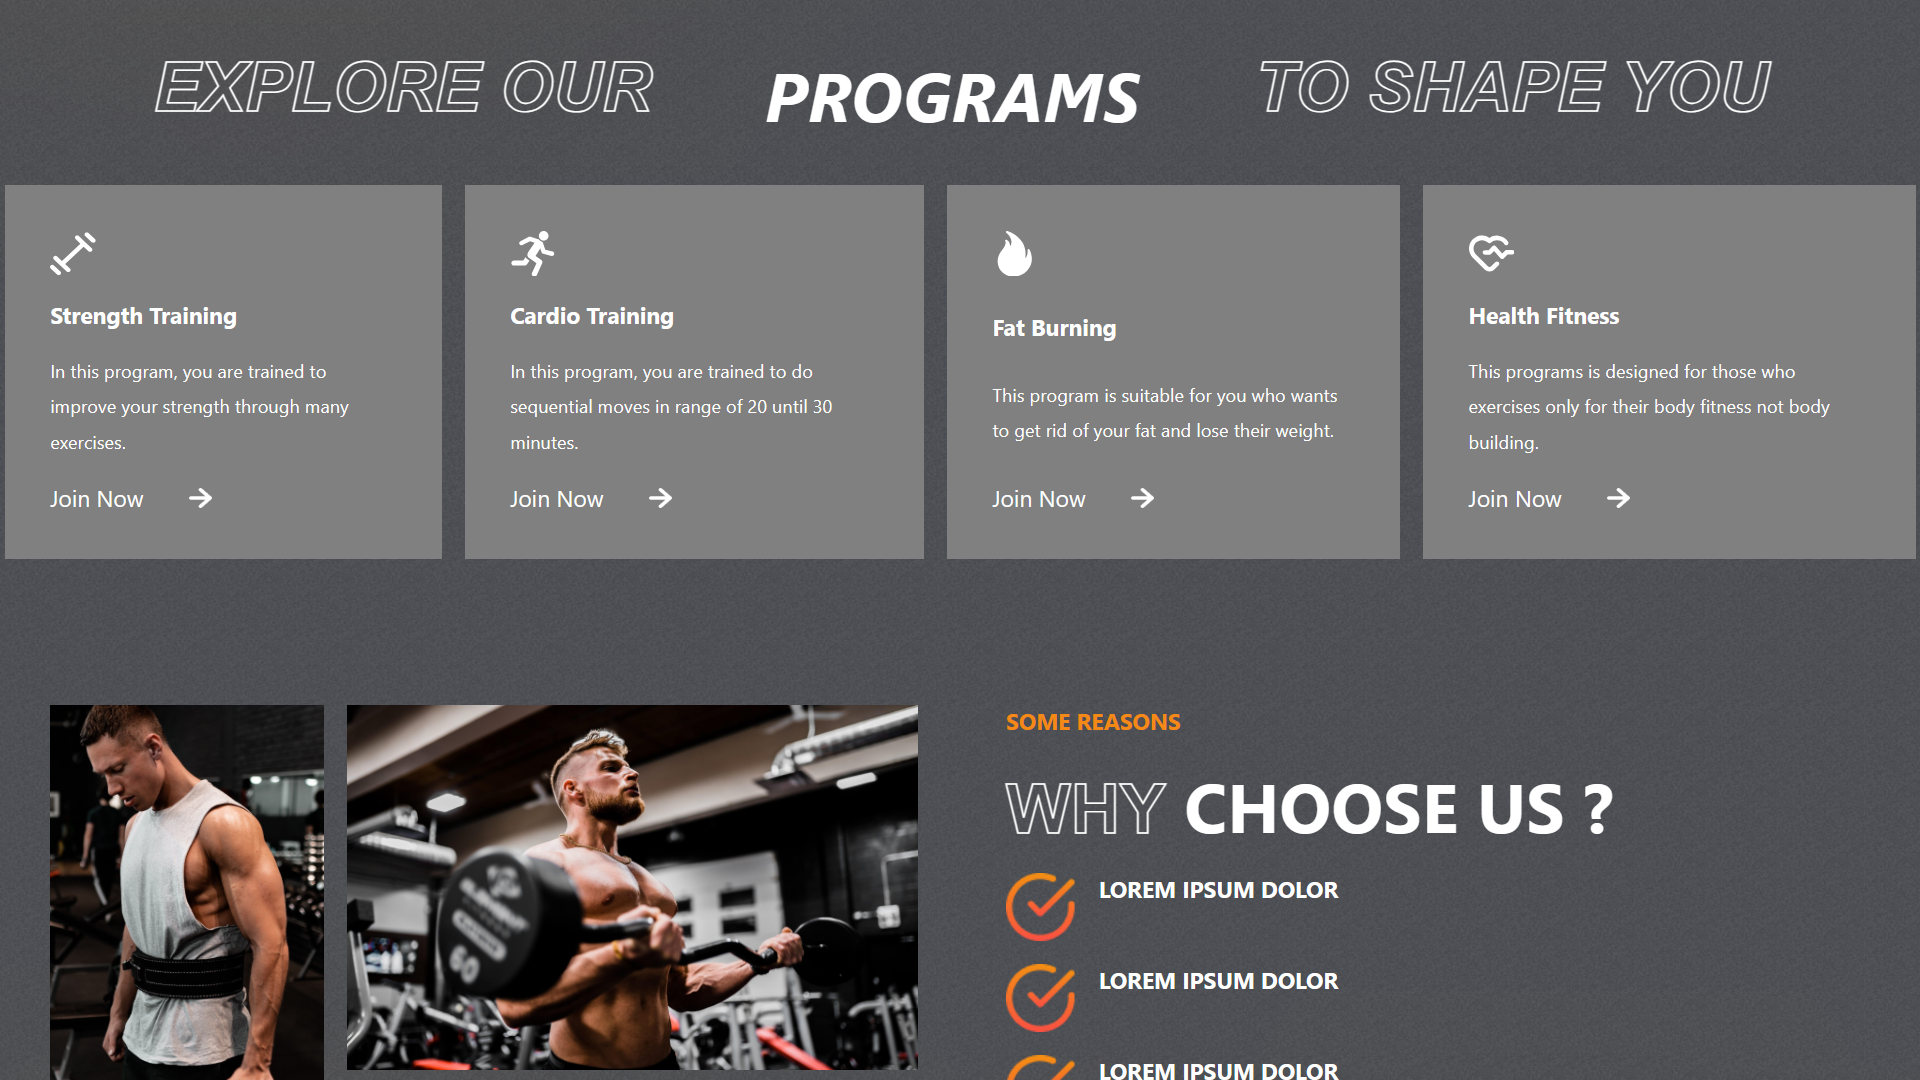 EXPLORE OUR PROGRAMS TO SHAPE YOU
Strength Training
In this program, you are trained to
improve your strength through many
exercises.
Join Now
Cardio Training
In this program, you are trained to do
sequential moves in range of 20 until 30
minutes.
Join Now
Fat Burning
This program is suitable for you who wants
to get rid of your fat and lose their weight.
Join Now
Health Fitness
This programs is designed for those who
exercises only for their body fitness not body
building.
Join Now
60
SOME REASONS
WHY CHOOSE US ?
LOREM IPSUM DOLOR
LOREM IPSUM DOLOR
LOREM IPSUM DOLOR